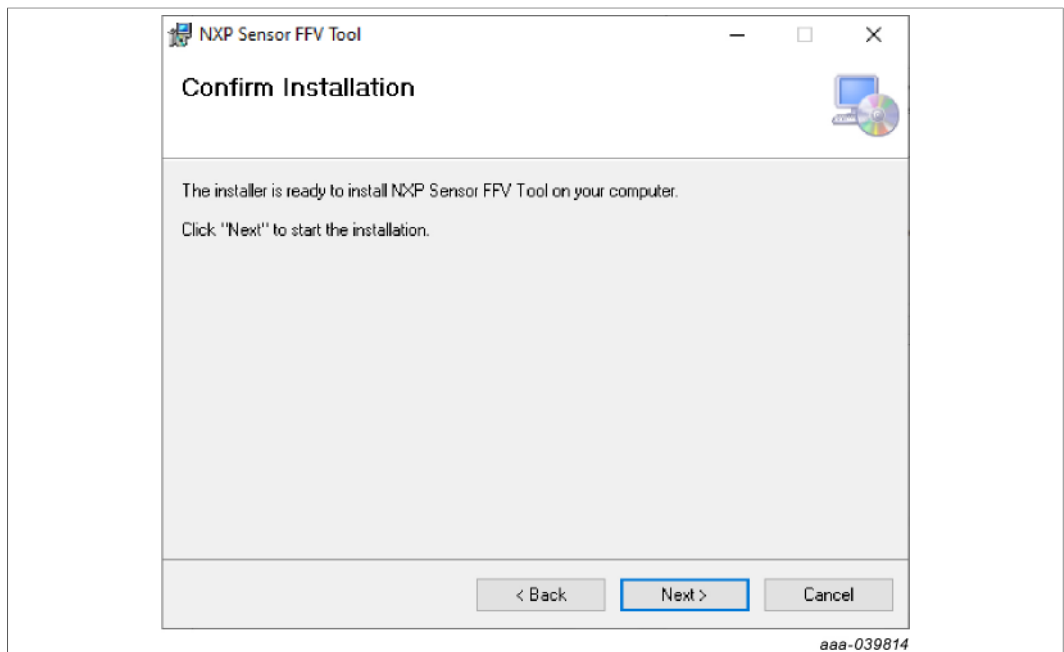 NXP Sensor FFV Tool
Confirm Installation
The installer is ready to install NXP Sensor FFV Tool on your computer.
Click "Next" to start the installation.
< Back
Next >
Cancel
aaa-039814